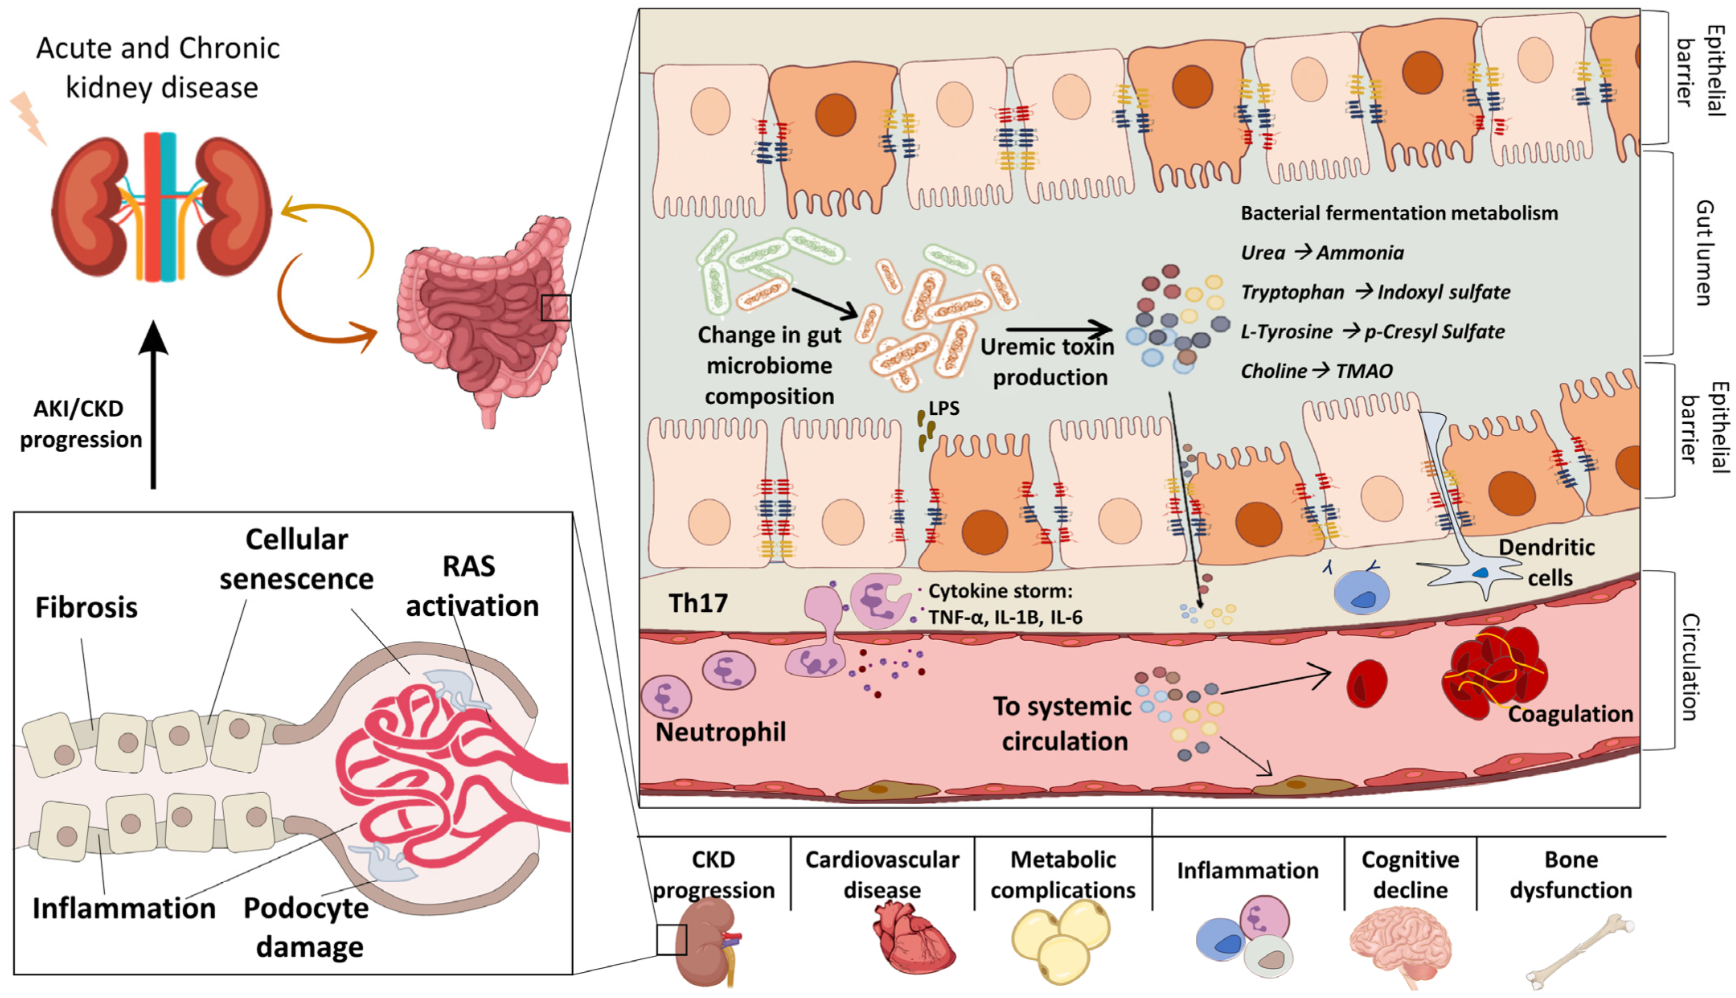 Acute and Chronic
kidney disease
AKI/CKD
progression
Cellular
senescence
RAS
activation
Fibrosis
Inflammation
Podocyte
damage
Epithelial
barrier
Gut lumen
Epithelial
barrier
Circulation
Bacterial fermentation metabolism
Urea → Ammonia
Tryptophan → Indoxyl sulfate
L-Tyrosine → p-Cresyl Sulfate
Choline → TMAO
Change in gut
microbiome
composition
Uremic toxin
production
LPS
Dendritic
cells
Th17
Cytokine storm:
TNF-α, IL-1B, IL-6
Neutrophil
To systemic
circulation
Coagulation
CKD
progression
Cardiovascular
disease
Metabolic
complications
Inflammation
Cognitive
decline
Bone
dysfunction